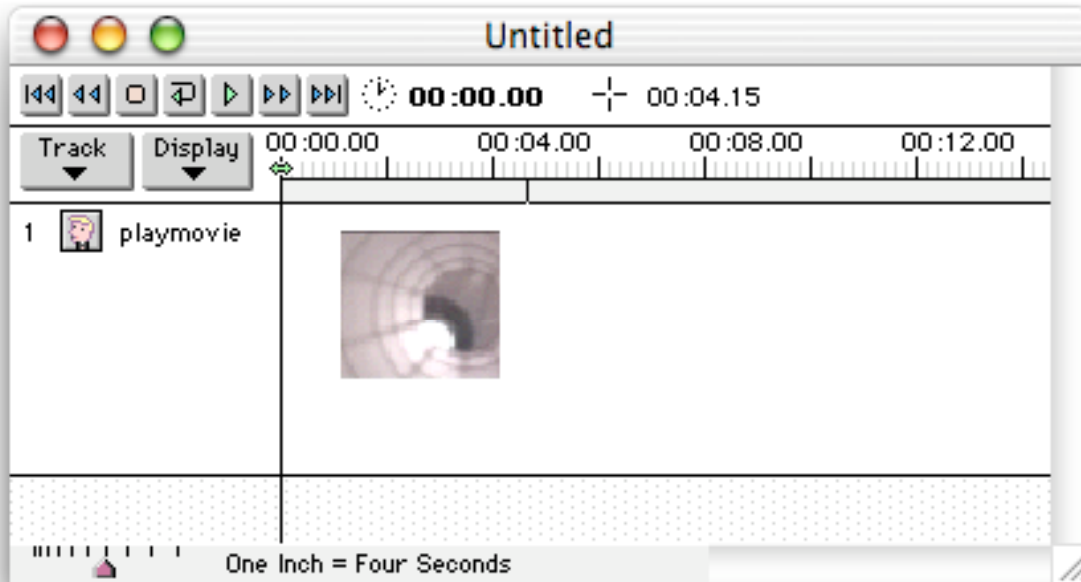 Untitled
00:00.00 00:04.15
Track Display 00:00.00 00:04.00 00:08.00 00:12.00
1 playmovie
One Inch = Four Seconds